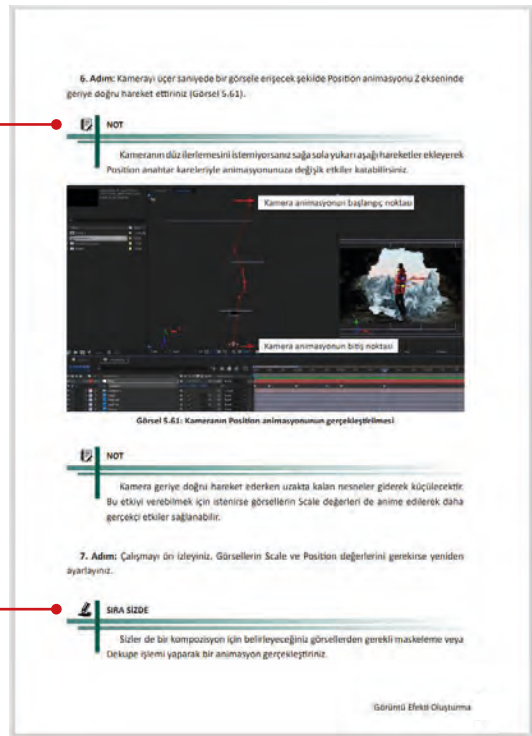 6. Adım: Kamerayı üçer saniyede bir görsele erişecek şekilde Position animasyonu Z ekseninde
geriye doğru hareket ettiriniz (Görsel 5.61).
NOT
Kameranın düz ilerlemesini istemiyorsanız sağa sola yukarı aşağı hareketler ekleyerek
Position anahtar kareleriyle animasyonunuza değişik etkiler katabilirsiniz.
Kamera animasyonun başlangıç noktası
Kamera animasyonun bitiş noktası
Görsel 5.61: Kameranın Position animasyonunun gerçekleştirilmesi
NOT
Kamera geriye doğru hareket ederken uzakta kalan nesneler giderek küçülecektir.
Bu etkiyi verebilmek için istenirse görsellerin Scale değerleri de anime edilerek daha
gerçekçi etkiler sağlanabilir.
7. Adım: Çalışmayı ön izleyiniz. Görsellerin Scale ve Position değerlerini gerekirse yeniden
ayarlayınız.
SIRA SİZDE
Sizler de bir kompozisyon için belirleyeceğiniz görsellerden gerekli maskeleme veya
Dekupe işlemi yaparak bir animasyon gerçekleştiriniz.
Görüntü Efekti Oluşturma